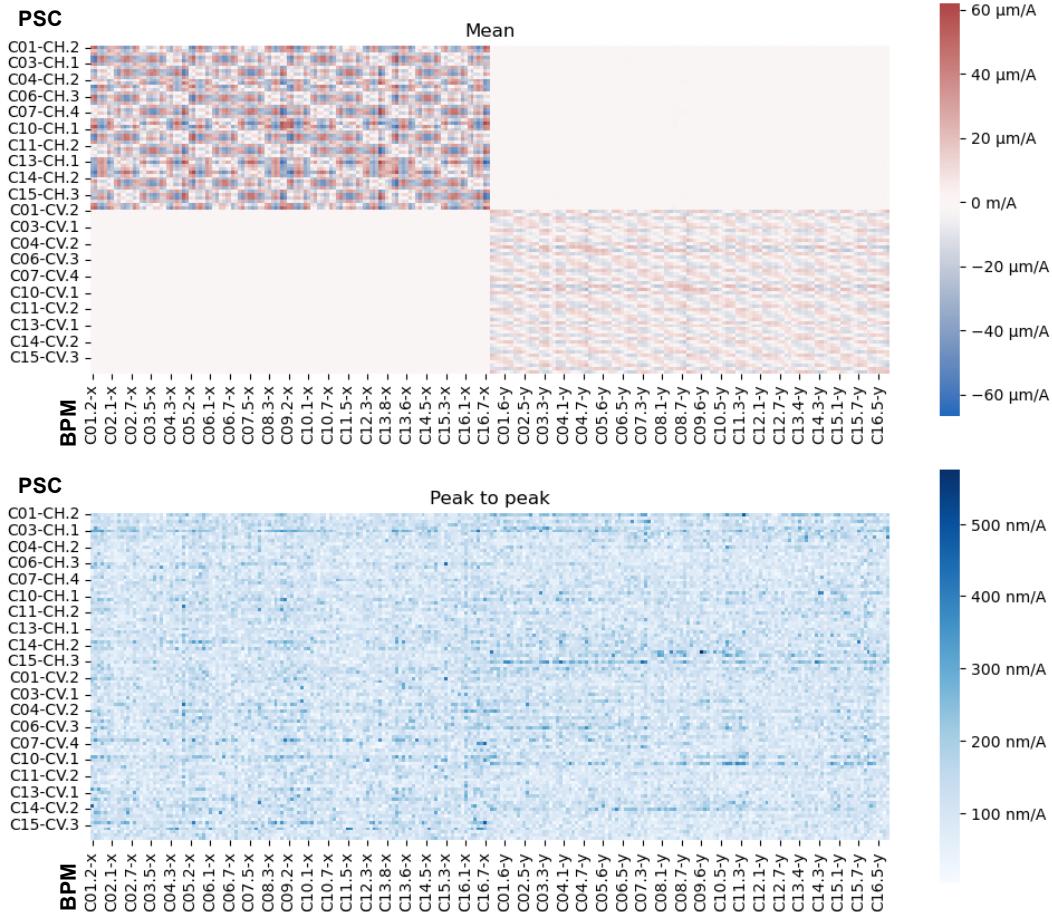 PSC
Mean
C01-CH.2
C03-CH.1
C04-CH.2
C06-CH.3
C07-CH.4
C10-CH.1
C11-CH.2
C13-CH.1
C14-CH.2
C15-CH.3
C01-CV.2
C03-CV.1
C04-CV.2
C06-CV.3
C07-CV.4
C10-CV.1
C11-CV.2
C13-CV.1
C14-CV.2
C15-CV.3
60 µm/A
40 µm/A
20 µm/A
0 m/A
−20 µm/A
−40 µm/A
−60 µm/A
BPM
C01.2-x
C02.1-x
C02.7-x
C03.5-x
C04.3-x
C05.2-x
C06.1-x
C06.7-x
C07.5-x
C08.3-x
C09.2-x
C10.1-x
C10.7-x
C11.5-x
C12.3-x
C13.8-x
C13.6-x
C14.5-x
C15.3-x
C16.1-x
C16.7-x
C01.6-y
C02.5-y
C03.3-y
C04.1-y
C04.7-y
C05.6-y
C06.5-y
C07.3-y
C08.1-y
C08.7-y
C09.6-y
C10.5-y
C11.3-y
C12.1-y
C12.7-y
C13.4-y
C14.3-y
C15.1-y
C15.7-y
C16.5-y
PSC
Peak to peak
C01-CH.2
C03-CH.1
C04-CH.2
C06-CH.3
C07-CH.4
C10-CH.1
C11-CH.2
C13-CH.1
C14-CH.2
C15-CH.3
C01-CV.2
C03-CV.1
C04-CV.2
C06-CV.3
C07-CV.4
C10-CV.1
C11-CV.2
C13-CV.1
C14-CV.2
C15-CV.3
500 nm/A
400 nm/A
300 nm/A
200 nm/A
100 nm/A
BPM
C01.2-x
C02.1-x
C02.7-x
C03.5-x
C04.3-x
C05.2-x
C06.1-x
C06.7-x
C07.5-x
C08.3-x
C09.2-x
C10.1-x
C10.7-x
C11.5-x
C12.3-x
C13.8-x
C13.6-x
C14.5-x
C15.3-x
C16.1-x
C16.7-x
C01.6-y
C02.5-y
C03.3-y
C04.1-y
C04.7-y
C05.6-y
C06.5-y
C07.3-y
C08.1-y
C08.7-y
C09.6-y
C10.5-y
C11.3-y
C12.1-y
C12.7-y
C13.4-y
C14.3-y
C15.1-y
C15.7-y
C16.5-y